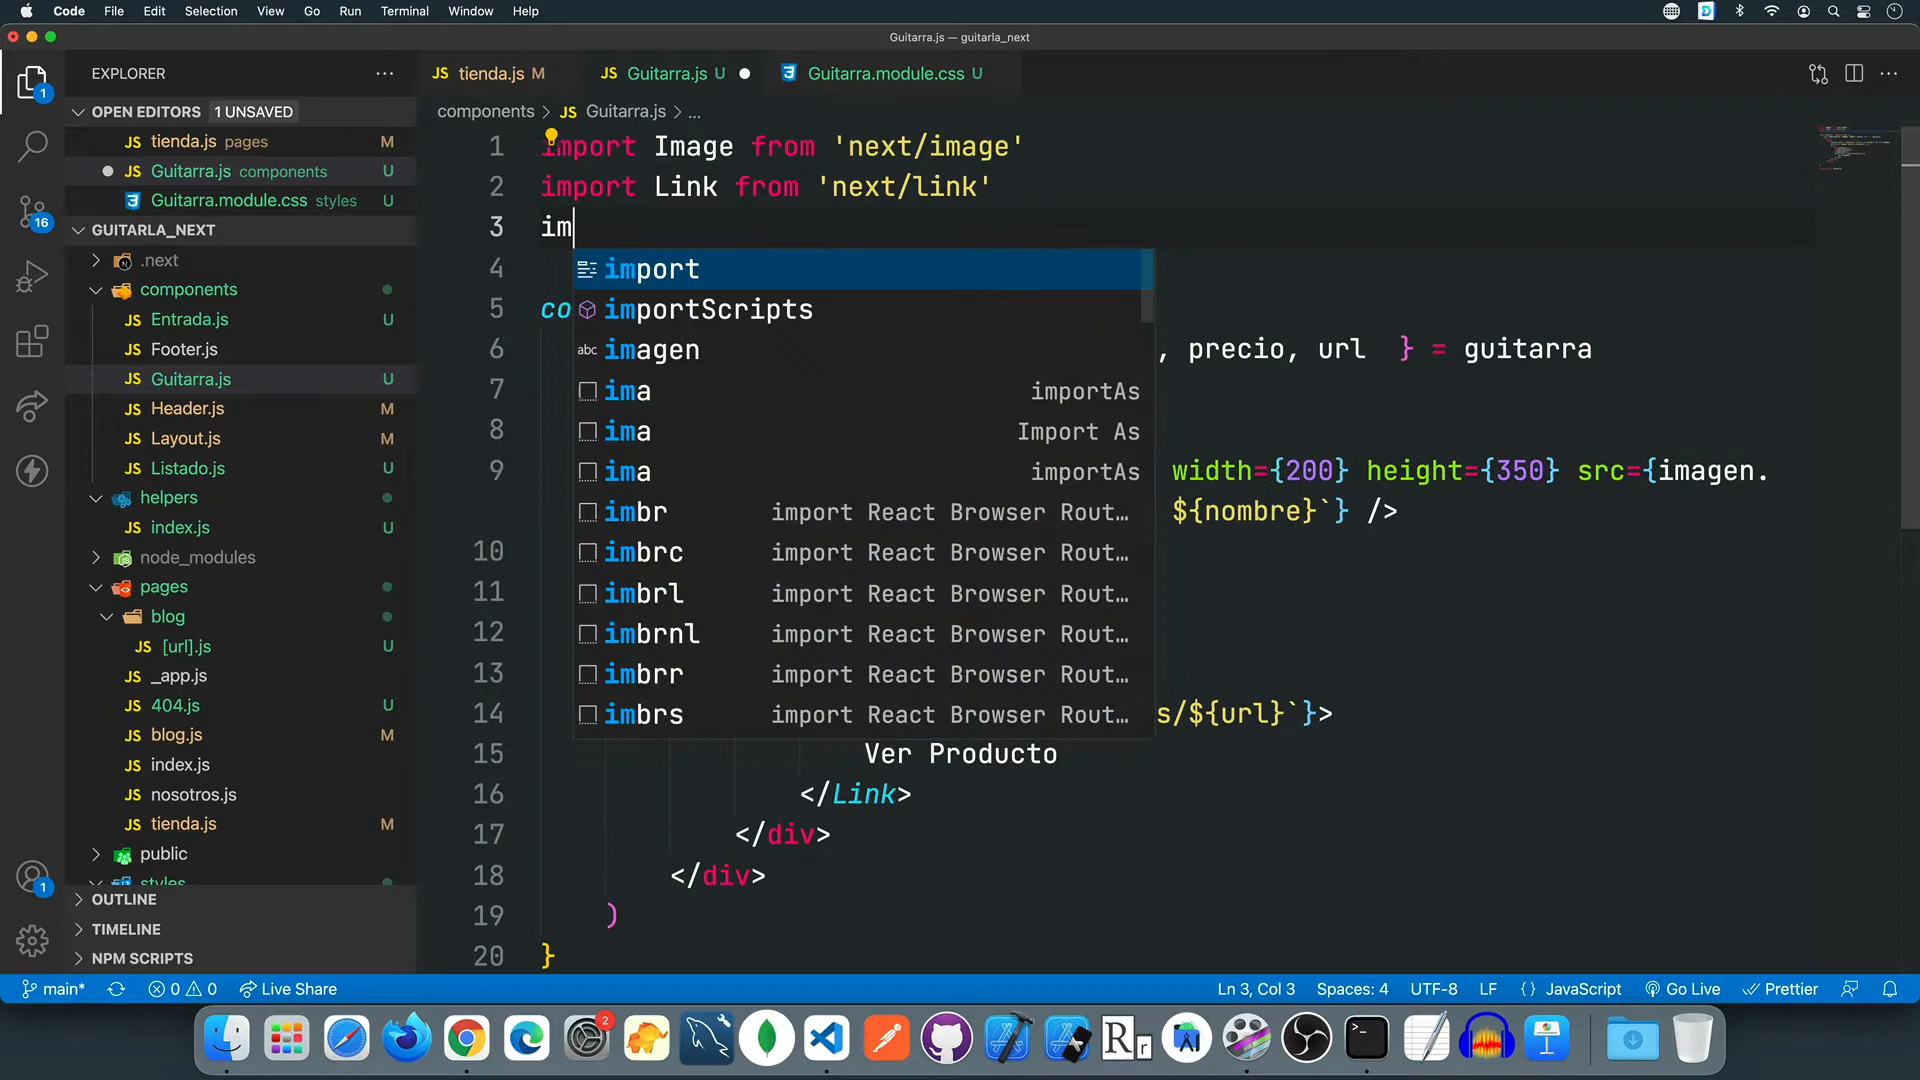 Code File Edit Selection View Go Run Terminal Window Help
Guitarra.js — guitarla_next
EXPLORER
OPEN EDITORS 1 UNSAVED
JS tienda.js pages M
JS Guitarra.js components U
Guitarra.module.css styles U
GUITARLA_NEXT
.next
components
JS Entrada.js U
JS Footer.js
JS Guitarra.js U
JS Header.js M
JS Layout.js M
JS Listado.js U
helpers
JS index.js U
node_modules
pages
blog
JS [url].js U
JS _app.js
JS 404.js U
JS blog.js M
JS index.js
JS nosotros.js
JS tienda.js M
public
styles
OUTLINE
TIMELINE
NPM SCRIPTS
1
16
1
JS tienda.js M
JS Guitarra.js U
Guitarra.module.css U
components > JS Guitarra.js > ...
1 import Image from 'next/image'
2 import Link from 'next/link'
3 im
4
5 co
6 , precio, url } = guitarra
7
8
9 width={200} height={350} src={imagen.
${nombre}`} />
10
11
12
13
14 s/${url}`}>
15 Ver Producto
16 </Link>
17 </div>
18 </div>
19 )
20 }
import
importScripts
abc imagen
ima importAs
ima Import As
ima importAs
imbr import React Browser Rout…
imbrc import React Browser Rout…
imbrl import React Browser Rout…
imbrnl import React Browser Rout…
imbrr import React Browser Rout…
imbrs import React Browser Rout…
main* 0 0 Live Share
Ln 3, Col 3 Spaces: 4 UTF-8 LF {} JavaScript Go Live Prettier
2
Rr